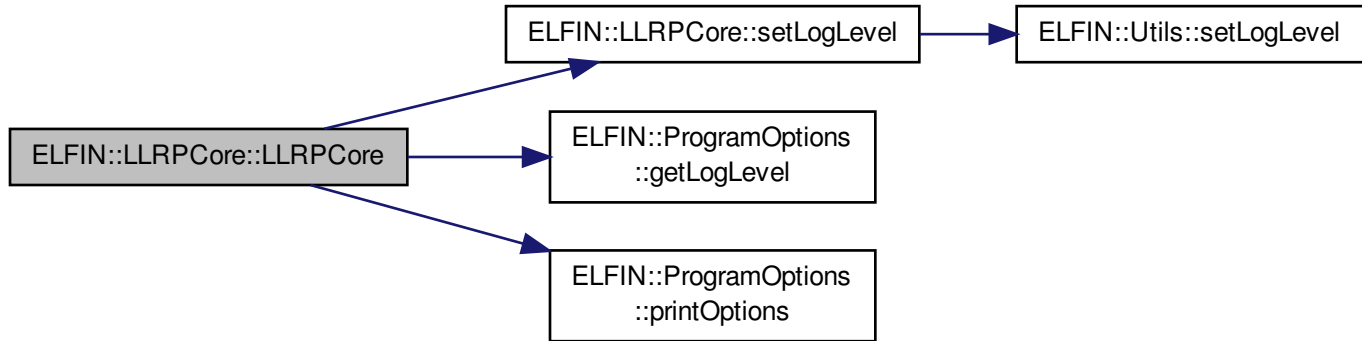 ELFIN::LLRPCore::LLRPCore
ELFIN::LLRPCore::setLogLevel
ELFIN::Utils::setLogLevel
ELFIN::ProgramOptions
::getLogLevel
ELFIN::ProgramOptions
::printOptions